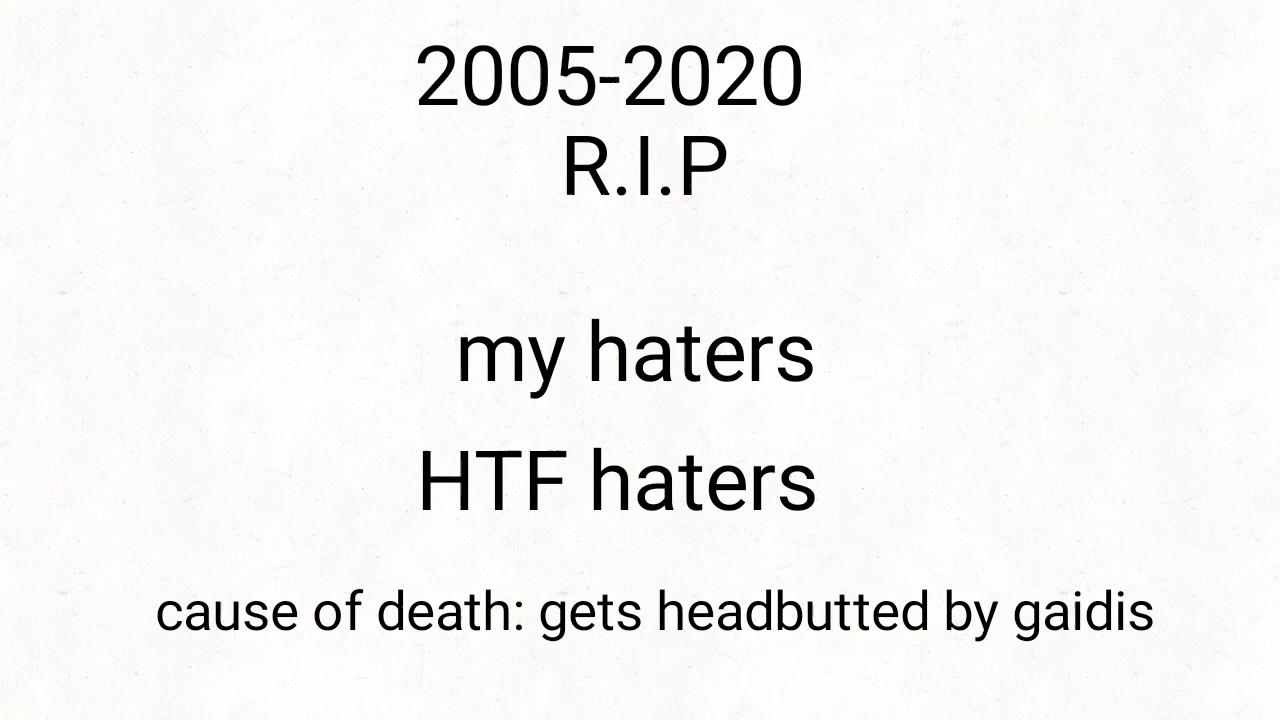 2005-2020
R.I.P
my haters
HTF haters
cause of death: gets headbutted by gaidis